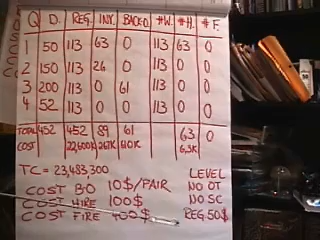 Q D. REG. INV. BACKO. #W. #H. # F.
1 50 113 63 0 113 63 0
2 150 113 26 0 113 0 0
3 200 113 0 61 113 0 0
4 52 113 0 0 113 0 0
TOTAL 452 452 89 61 63 0
COST 22,600K 267K 610K 6,3K
TC = 23,483,300
LEVEL
COST BO 10$/PAIR NO OT
COST HIRE 100$ NO SC
COST FIRE 400$ REG 50$